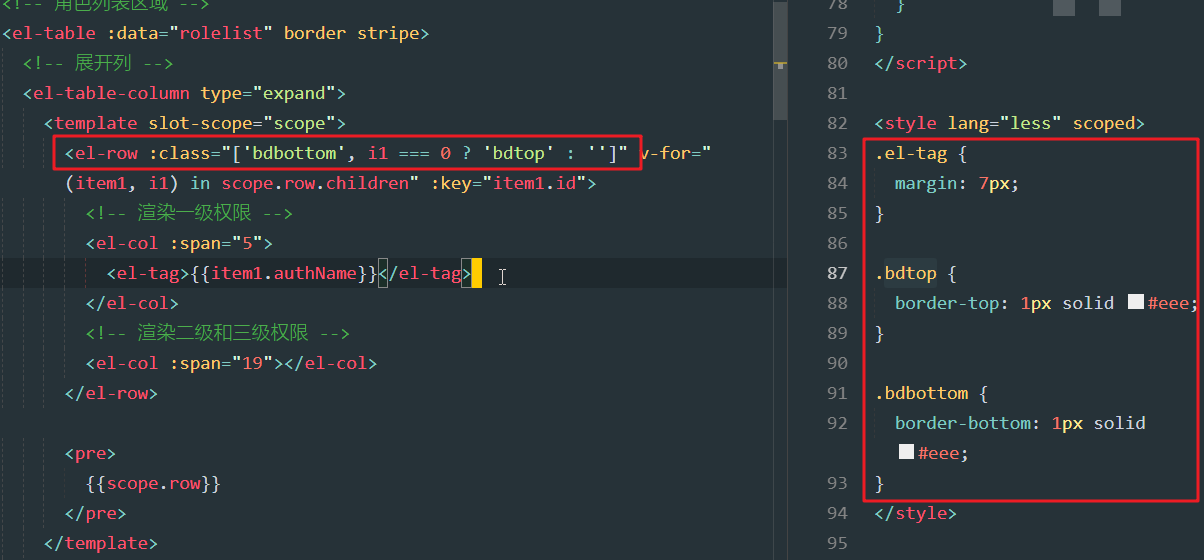 <!-- 角色列表区域 -->
<el-table :data="rolelist" border stripe>
<!-- 展开列 -->
<el-table-column type="expand">
<template slot-scope="scope">
<el-row :class="['bdbottom', i1 === 0 ? 'bdtop' : '']" v-for="
(item1, i1) in scope.row.children" :key="item1.id">
<!-- 渲染一级权限 -->
<el-col :span="5">
<el-tag>{{item1.authName}}</el-tag>
</el-col>
<!-- 渲染二级和三级权限 -->
<el-col :span="19"></el-col>
</el-row>
<pre>
{{scope.row}}
</pre>
</template>
78 }
79 }
80 </script>
81
82 <style lang="less" scoped>
83 .el-tag {
84 margin: 7px;
85 }
86
87 .bdtop {
88 border-top: 1px solid #eee;
89 }
90
91 .bdbottom {
92 border-bottom: 1px solid
#eee;
93 }
94 </style>
95